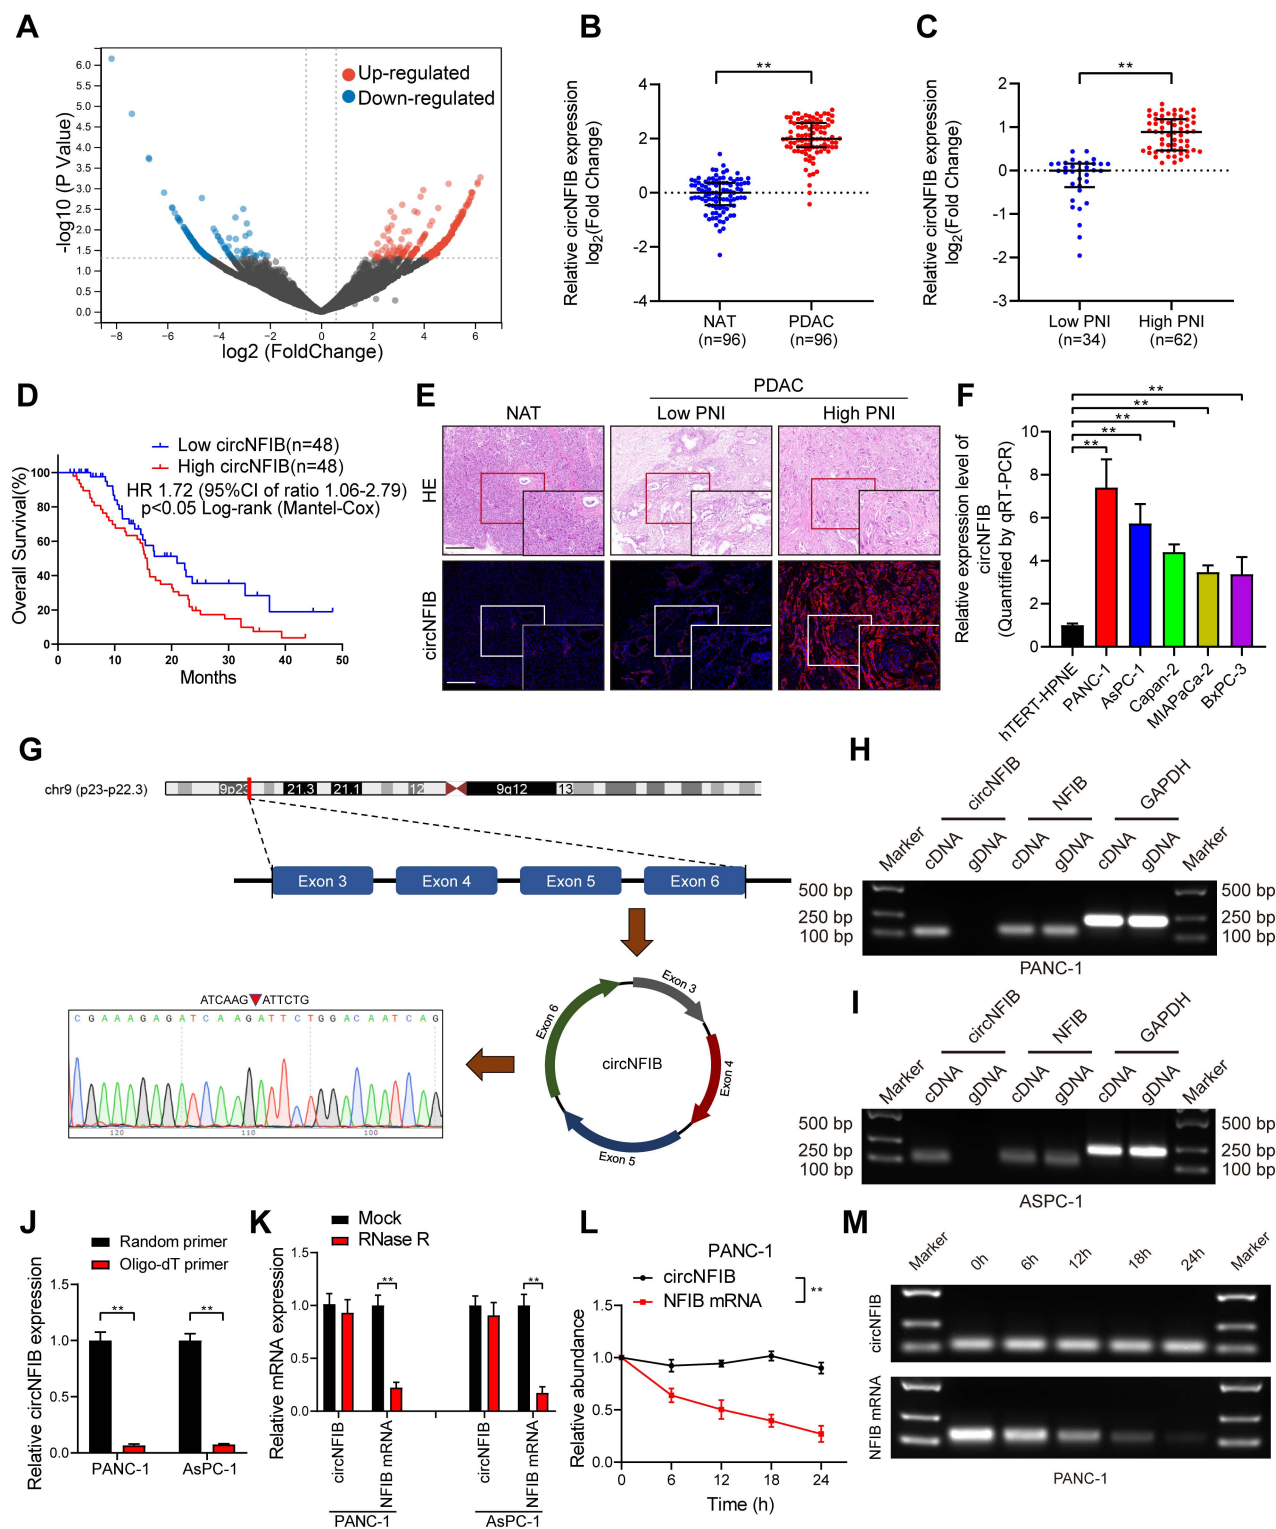 A
-log10 (P Value)
6.0
5.5
5.0
4.5
4.0
3.5
3.0
2.5
2.0
1.5
1.0
0.5
0.0
Up-regulated
Down-regulated
−8
−6
−4
−2
0
2
4
6
log2 (FoldChange)
B
Relative circNFIB expression
log2(Fold Change)
**
4
2
0
-2
-4
NAT
(n=96)
PDAC
(n=96)
C
Relative circNFIB expression
log2(Fold Change)
**
2
1
0
-1
-2
-3
Low PNI
(n=34)
High PNI
(n=62)
D
Low circNFIB(n=48)
High circNFIB(n=48)
HR 1.72 (95%CI of ratio 1.06-2.79)
p<0.05 Log-rank (Mantel-Cox)
Overall Survival(%)
100
80
60
40
20
0
0
10
20
30
40
50
Months
E
PDAC
NAT
Low PNI
High PNI
HE
circNFIB
F
Relative expression level of
circNFIB
(Quantified by qRT-PCR)
**
**
**
**
**
10
8
6
4
2
0
hTERT-HPNE
PANC-1
AsPC-1
Capan-2
MIAPaCa-2
BxPC-3
G
chr9 (p23-p22.3)
9p23
21.3
21.1
12
9q12
13
Exon 3
Exon 4
Exon 5
Exon 6
Exon 3
Exon 4
Exon 5
Exon 6
circNFIB
ATCAAG
ATTCTG
C G A A A G A G A T C A A G A T T C T G G A C A A T C A G
120
110
100
H
circNFIB
NFIB
GAPDH
Marker
cDNA
gDNA
cDNA
gDNA
cDNA
gDNA
Marker
500 bp
250 bp
100 bp
500 bp
250 bp
100 bp
PANC-1
I
circNFIB
NFIB
GAPDH
Marker
cDNA
gDNA
cDNA
gDNA
cDNA
gDNA
Marker
500 bp
250 bp
100 bp
500 bp
250 bp
100 bp
ASPC-1
J
Random primer
Oligo-dT primer
Relative circNFIB expression
1.5
1.0
0.5
0.0
**
**
PANC-1
AsPC-1
K
Mock
RNase R
Relative mRNA expression
1.5
1.0
0.5
0.0
**
**
circNFIB
NFIB mRNA
circNFIB
NFIB mRNA
PANC-1
AsPC-1
L
PANC-1
circNFIB
NFIB mRNA
**
Relative abundance
1.5
1.0
0.5
0.0
0
6
12
18
24
Time (h)
M
Marker
0h
6h
12h
18h
24h
Marker
circNFIB
NFIB mRNA
PANC-1